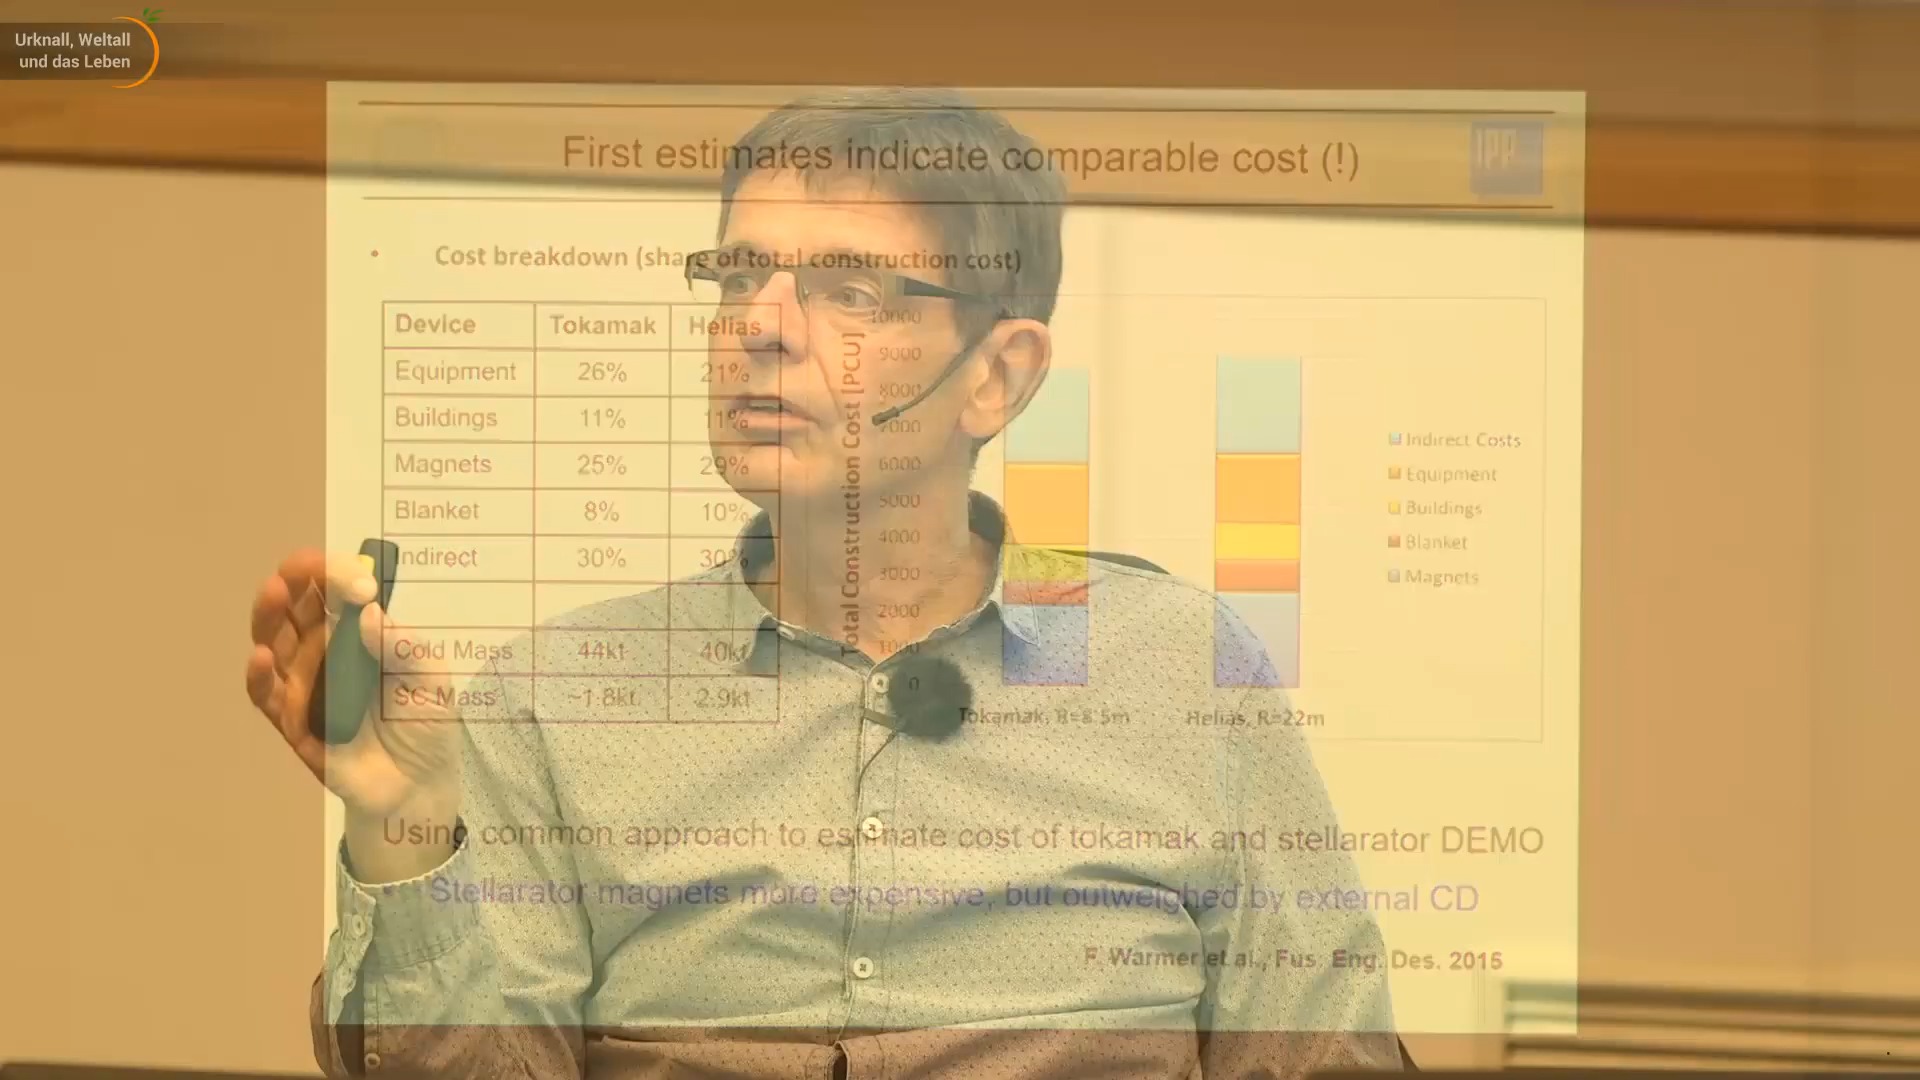 Urknall, Weltall
und das Leben
First estimates indicate comparable cost (!)
IPP
• Cost breakdown (share of total construction cost)
Device Tokamak Helias
Equipment 26% 21%
Buildings 11% 11%
Magnets 25% 29%
Blanket 8% 10%
Indirect 30% 30%
Cold Mass 44kt 40kt
SC Mass ~1.8kt 2.9kt
Total Construction Cost [PCU]
10000
9000
8000
7000
6000
5000
4000
3000
2000
1000
0
Tokamak, R=8.5m Helias, R=22m
Indirect Costs
Equipment
Buildings
Blanket
Magnets
Using common approach to estimate cost of tokamak and stellarator DEMO
Stellarator magnets more expensive, but outweighed by external CD
F. Warmer et al., Fus. Eng. Des. 2015